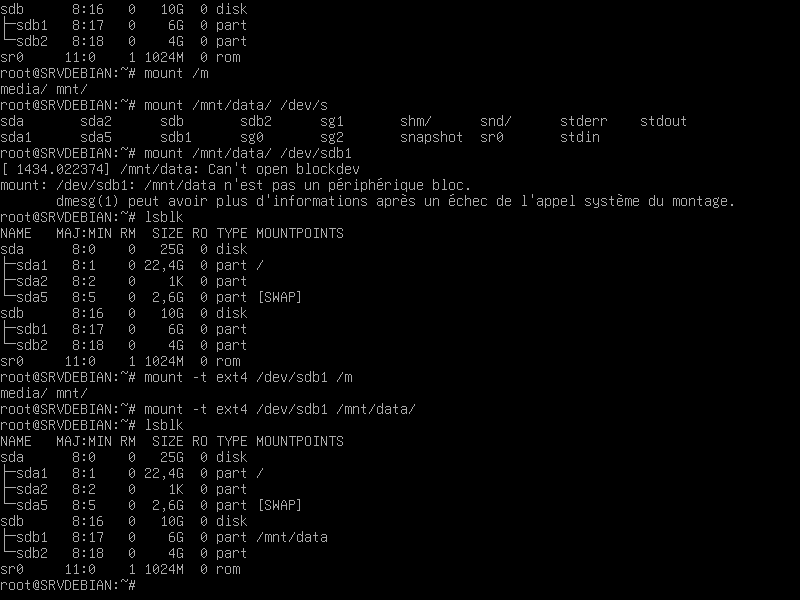 sdb      8:16   0   10G  0 disk
├─sdb1   8:17   0    6G  0 part
└─sdb2   8:18   0    4G  0 part
sr0     11:0    1 1024M  0 rom
root@SRVDEBIAN:~# mount /m
media/ mnt/
root@SRVDEBIAN:~# mount /mnt/data/ /dev/s
sda       sda2      sdb       sdb2      sg1       shm/      snd/      stderr    stdout
sda1      sda5      sdb1      sg0       sg2       snapshot  sr0       stdin
root@SRVDEBIAN:~# mount /mnt/data/ /dev/sdb1
[ 1434.022374] /mnt/data: Can't open blockdev
mount: /dev/sdb1: /mnt/data n'est pas un périphérique bloc.
       dmesg(1) peut avoir plus d'informations après un échec de l'appel système du montage.
root@SRVDEBIAN:~# lsblk
NAME   MAJ:MIN RM  SIZE RO TYPE MOUNTPOINTS
sda      8:0    0   25G  0 disk
├─sda1   8:1    0 22,4G  0 part /
├─sda2   8:2    0    1K  0 part
└─sda5   8:5    0  2,6G  0 part [SWAP]
sdb      8:16   0   10G  0 disk
├─sdb1   8:17   0    6G  0 part
└─sdb2   8:18   0    4G  0 part
sr0     11:0    1 1024M  0 rom
root@SRVDEBIAN:~# mount -t ext4 /dev/sdb1 /m
media/ mnt/
root@SRVDEBIAN:~# mount -t ext4 /dev/sdb1 /mnt/data/
root@SRVDEBIAN:~# lsblk
NAME   MAJ:MIN RM  SIZE RO TYPE MOUNTPOINTS
sda      8:0    0   25G  0 disk
├─sda1   8:1    0 22,4G  0 part /
├─sda2   8:2    0    1K  0 part
└─sda5   8:5    0  2,6G  0 part [SWAP]
sdb      8:16   0   10G  0 disk
├─sdb1   8:17   0    6G  0 part /mnt/data
└─sdb2   8:18   0    4G  0 part
sr0     11:0    1 1024M  0 rom
root@SRVDEBIAN:~#